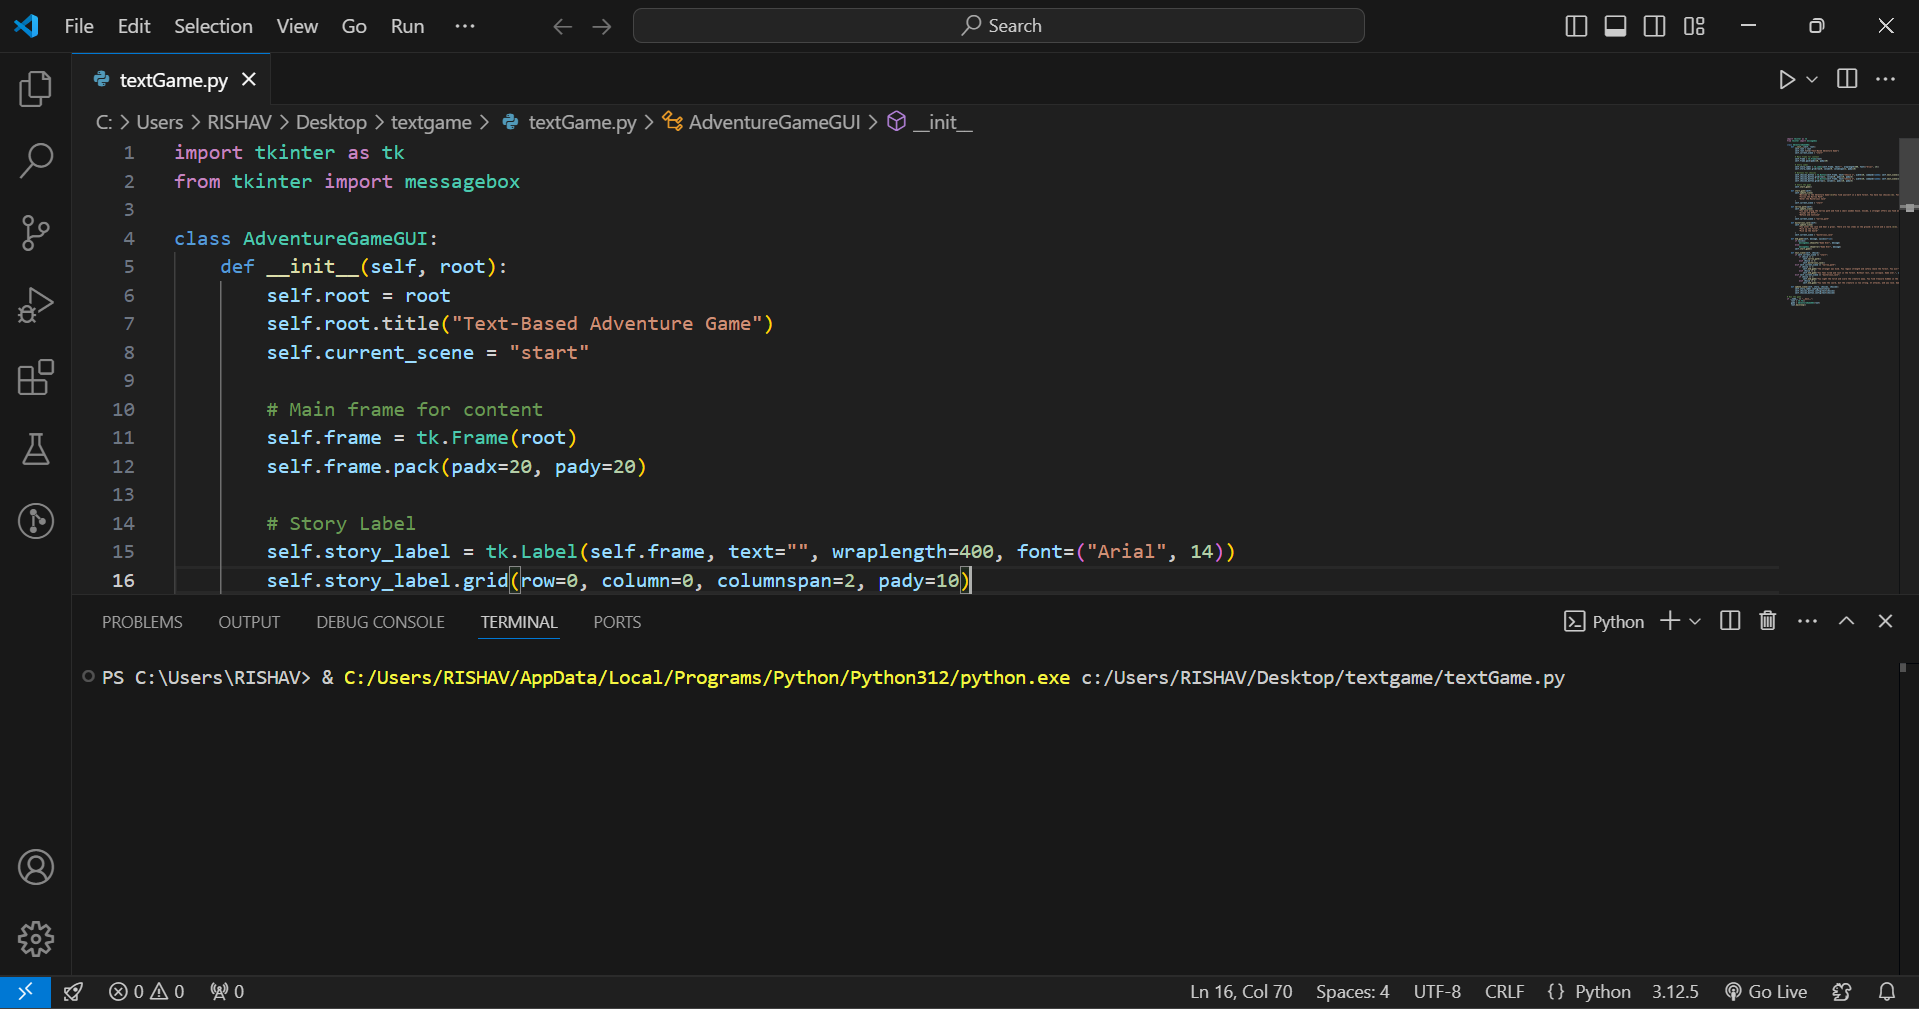 File Edit Selection View Go Run ··· Search
textGame.py
C: > Users > RISHAV > Desktop > textgame > textGame.py > AdventureGameGUI > __init__
1 import tkinter as tk
2 from tkinter import messagebox
3
4 class AdventureGameGUI:
5     def __init__(self, root):
6         self.root = root
7         self.root.title("Text-Based Adventure Game")
8         self.current_scene = "start"
9
10         # Main frame for content
11         self.frame = tk.Frame(root)
12         self.frame.pack(padx=20, pady=20)
13
14         # Story Label
15         self.story_label = tk.Label(self.frame, text="", wraplength=400, font=("Arial", 14))
16         self.story_label.grid(row=0, column=0, columnspan=2, pady=10)
PROBLEMS OUTPUT DEBUG CONSOLE TERMINAL PORTS Python
PS C:\Users\RISHAV> & C:/Users/RISHAV/AppData/Local/Programs/Python/Python312/python.exe c:/Users/RISHAV/Desktop/textgame/textGame.py
0 0 0 Ln 16, Col 70 Spaces: 4 UTF-8 CRLF {} Python 3.12.5 Go Live